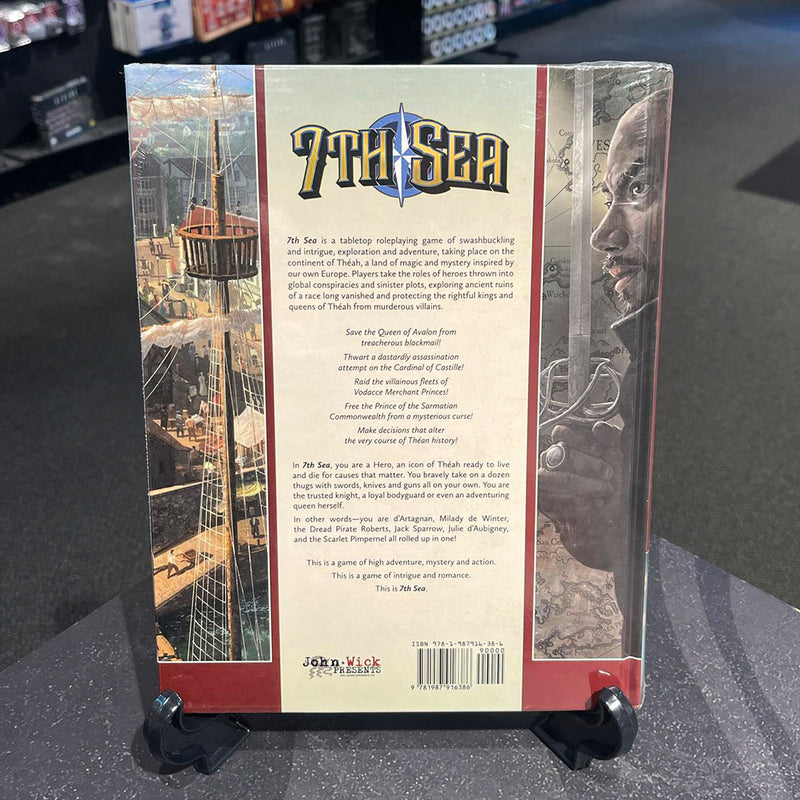 7TH SEA
7th Sea is a tabletop roleplaying game of swashbuckling
and intrigue, exploration and adventure, taking place on the
continent of Théah, a land of magic and mystery inspired by
our own Europe. Players take the roles of heroes thrown into
global conspiracies and sinister plots, exploring ancient ruins
of a race long vanished and protecting the rightful kings and
queens of Théah from murderous villains.
Save the Queen of Avalon from
treacherous blackmail!
Thwart a dastardly assassination
attempt on the Cardinal of Castille!
Raid the villainous fleets of
Vodacce Merchant Princes!
Free the Prince of the Sarmatian
Commonwealth from a mysterious curse!
Make decisions that alter
the very course of Théan history!
In 7th Sea, you are a Hero, an icon of Théah ready to live
and die for causes that matter. You bravely take on a dozen
thugs with swords, knives and guns all on your own. You are
the trusted knight, a loyal bodyguard or even an adventuring
queen herself.
In other words—you are d'Artagnan, Milady de Winter,
the Dread Pirate Roberts, Jack Sparrow, Julie d'Aubigney,
and the Scarlet Pimpernel all rolled up in one!
This is a game of high adventure, mystery and action.
This is a game of intrigue and romance.
This is 7th Sea.
John Wick
PRESENTS
ISBN 978-1-987916-38-6
90000
9 781987 916386